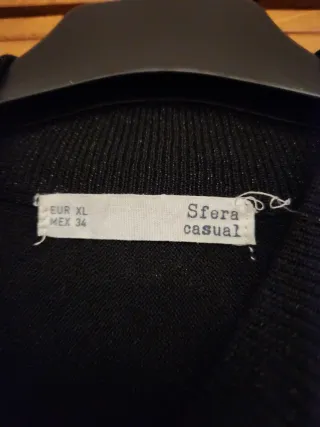 EUR XL
MEX 34
Sfera
casual